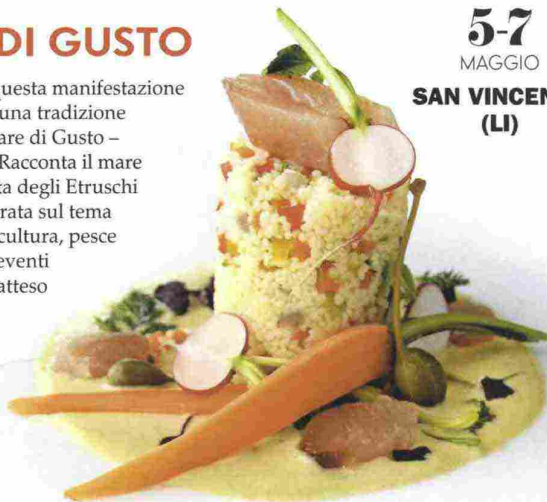 DI GUSTO
uesta manifestazione
una tradizione
are di Gusto –
Racconta il mare
a degli Etruschi
rata sul tema
cultura, pesce
eventi
atteso
5-7
MAGGIO
SAN VINCEN
(LI)